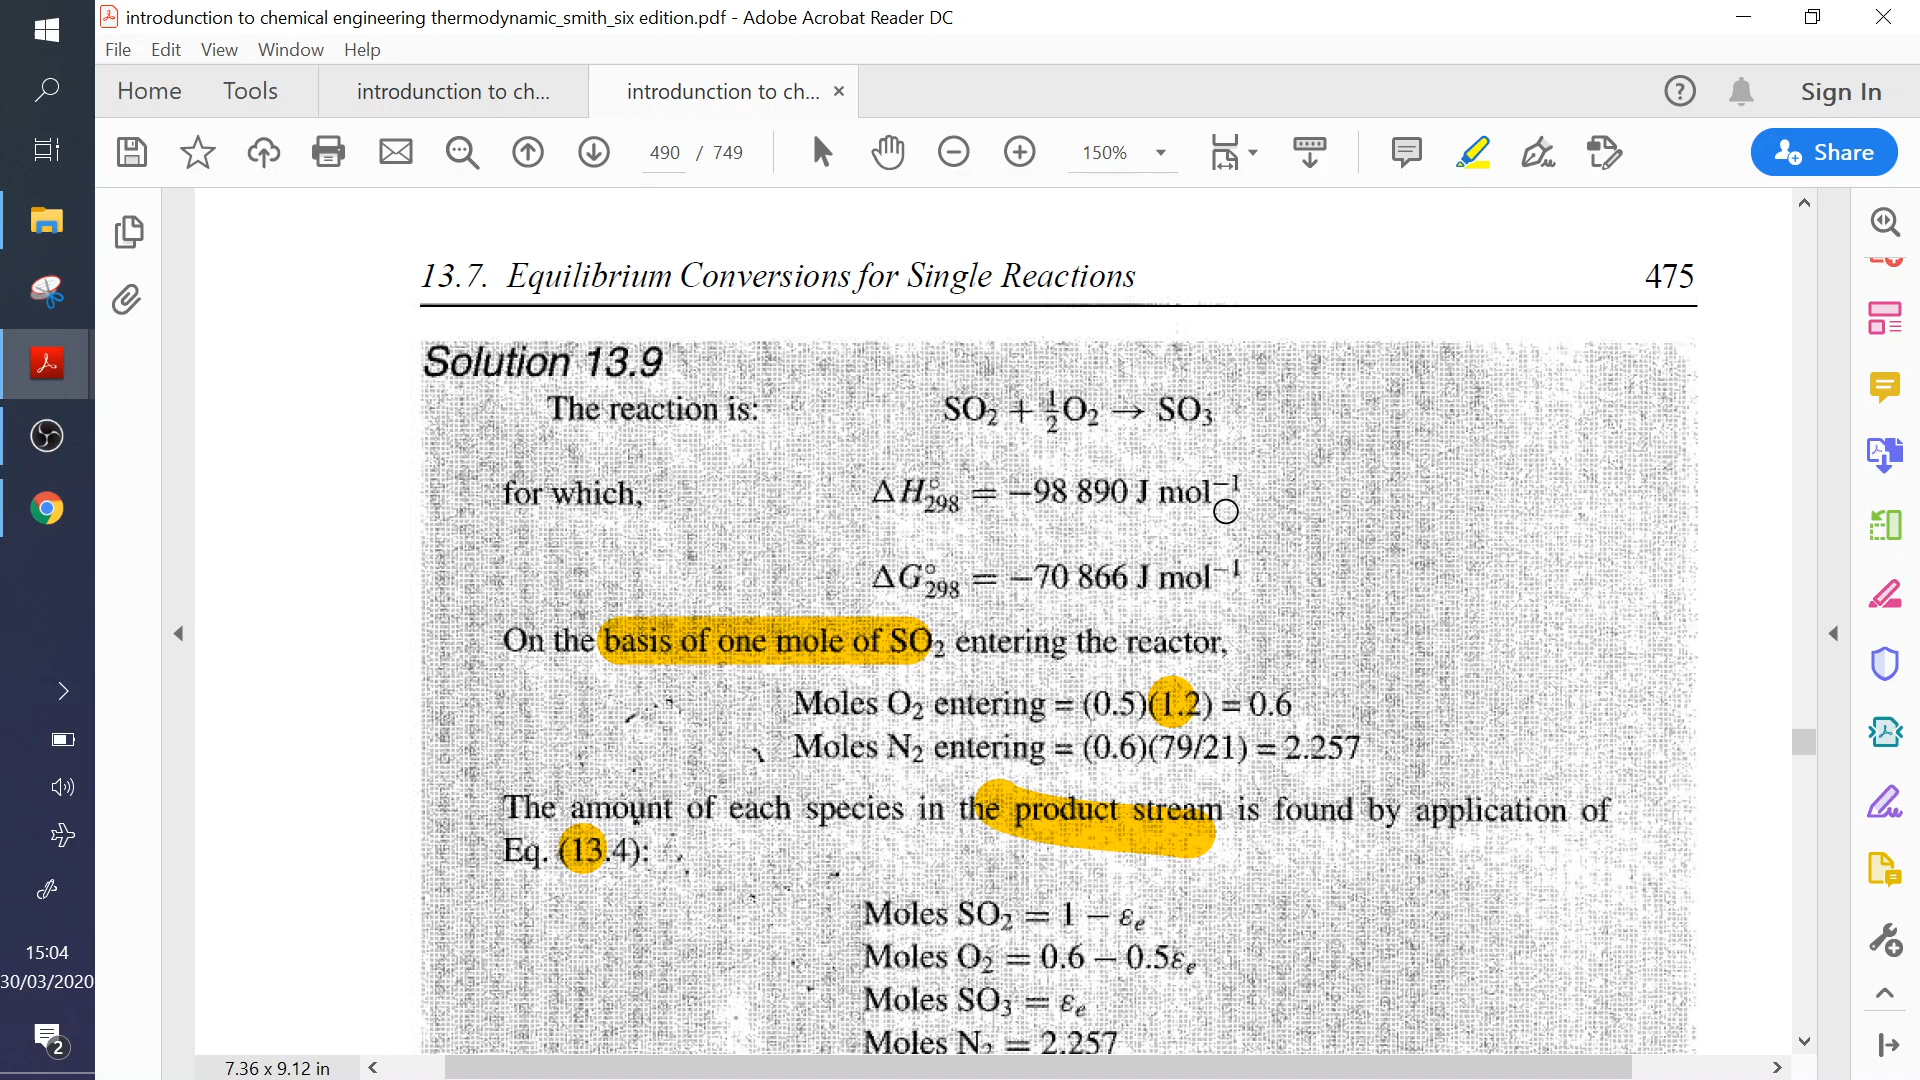 introdunction to chemical engineering thermodynamic_smith_six edition.pdf - Adobe Acrobat Reader DC
File Edit View Window Help
Home Tools introdunction to ch... introdunction to ch... × Sign In
490 / 749 150% Share
13.7. Equilibrium Conversions for Single Reactions 475
Solution 13.9
The reaction is: SO₂ + ½O₂ → SO₃
for which, ΔH°₂₉₈ = −98 890 J mol⁻¹
ΔG°₂₉₈ = −70 866 J mol⁻¹
On the basis of one mole of SO₂ entering the reactor,
Moles O₂ entering = (0.5)(1.2) = 0.6
Moles N₂ entering = (0.6)(79/21) = 2.257
The amount of each species in the product stream is found by application of
Eq. (13.4):
Moles SO₂ = 1 − εₑ
Moles O₂ = 0.6 − 0.5εₑ
Moles SO₃ = εₑ
Moles N₂ = 2.257
7.36 x 9.12 in
15:04
30/03/2020
2